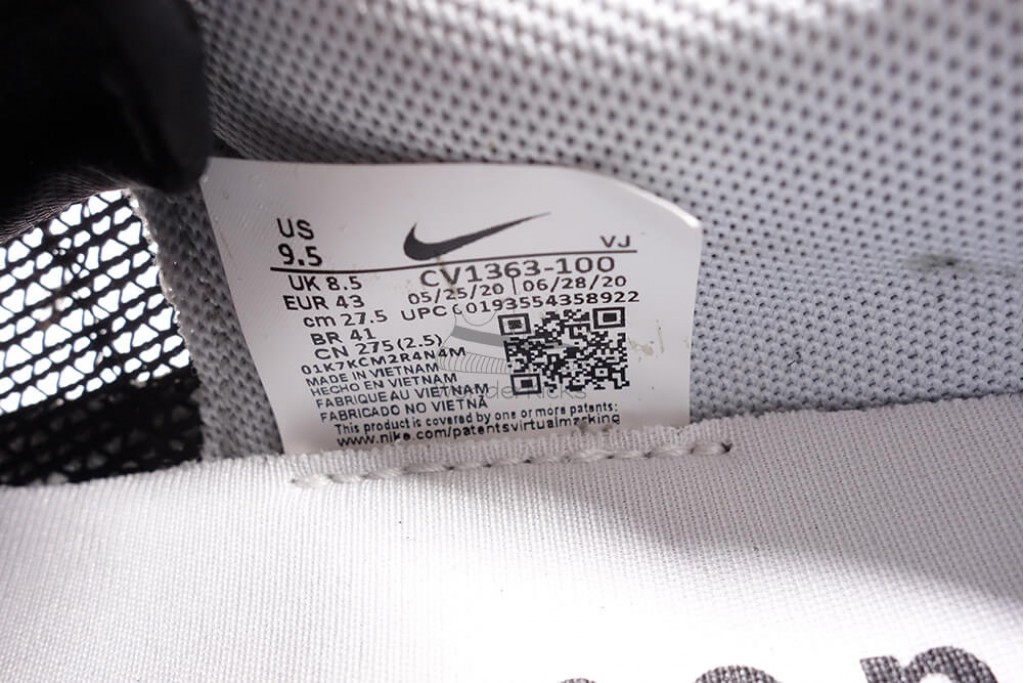 US
9.5
VJ
UK 8.5
CV1363-100
EUR 43
05/25/20 | 06/28/20
cm 27.5
UPC 00193554358922
BR 41
CN 275(2.5)
01K7KCM2R4N4M
MADE IN VIETNAM
HECHO EN VIETNAM
FABRIQUE AU VIETNAM
FABRICADO NO VIETNÃ
This product is covered by one or more patents:
www.nike.com/patentsvirtualmarking
Kicks